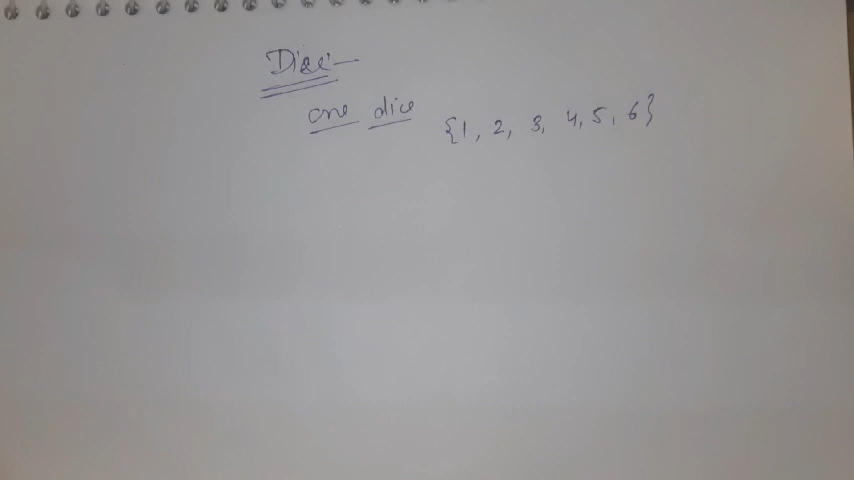 Dice:-
one dice {1, 2, 3, 4, 5, 6}